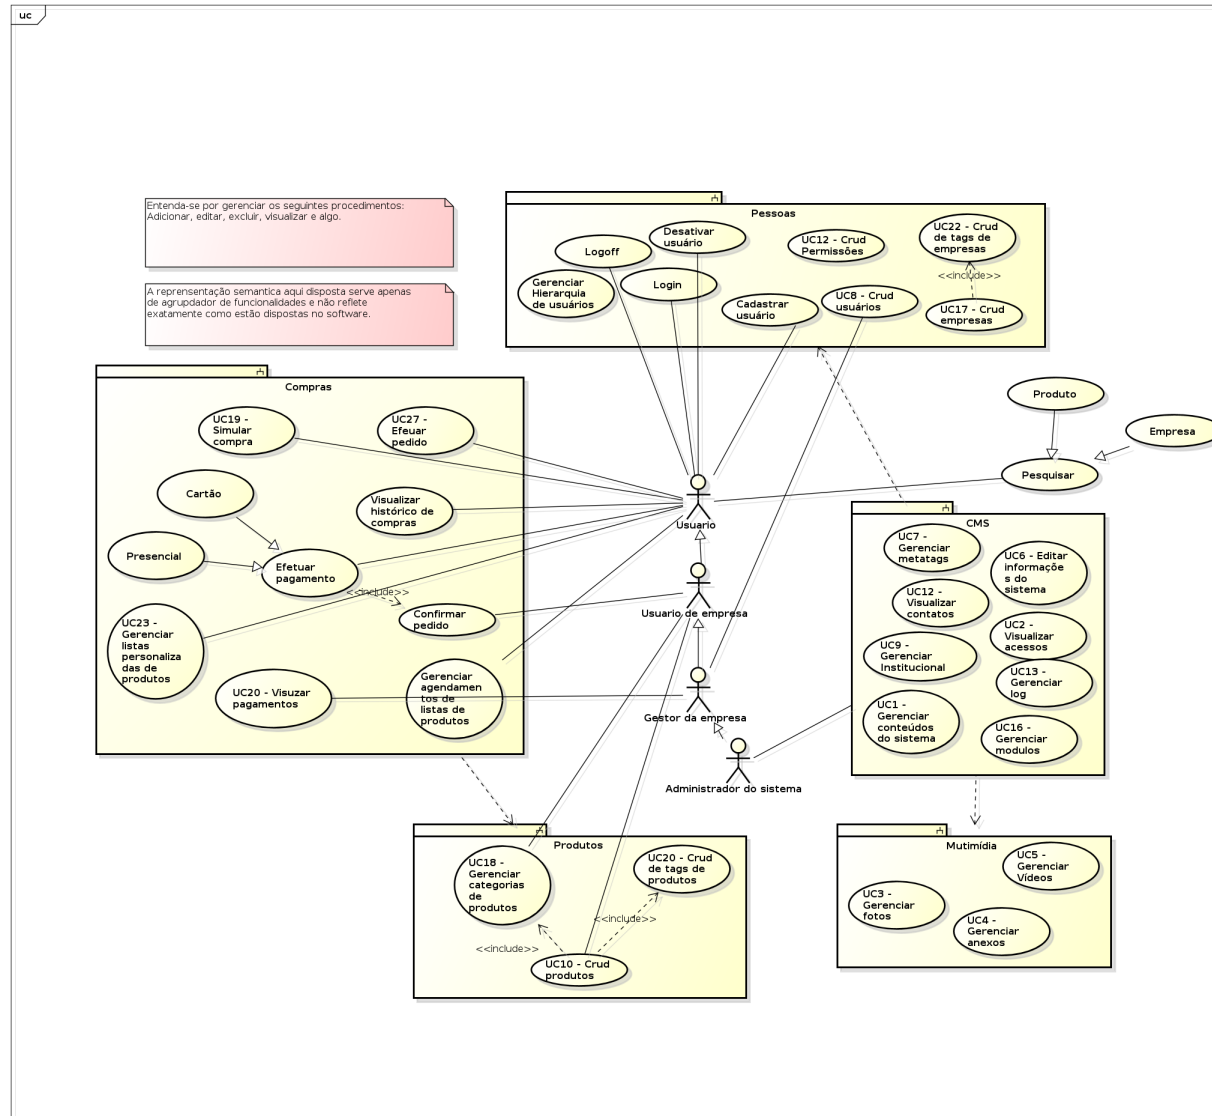 uc
Entenda-se por gerenciar os seguintes procedimentos:
Adicionar, editar, excluir, visualizar e algo.
A reprensentação semantica aqui disposta serve apenas
de agrupdador de funcionalidades e não reflete
exatamente como estão dispostas no software.
Pessoas
Logoff
Desativar
usuário
UC12 - Crud
Permissões
UC22 - Crud
de tags de
empresas
<<include>>
Gerenciar
Hierarquia
de usuários
Login
Cadastrar
usuário
UC8 - Crud
usuários
UC17 - Crud
empresas
Compras
UC19 -
Simular
compra
UC27 -
Efeuar
pedido
Cartão
Visualizar
histórico de
compras
Presencial
Efetuar
pagamento
<<include>>
Confirmar
pedido
UC23 -
Gerenciar
listas
personaliza
das de
produtos
UC20 - Visuzar
pagamentos
Gerenciar
agendamen
tos de
listas de
produtos
Usuario
Usuario de empresa
Gestor da empresa
Administrador do sistema
Produto
Empresa
Pesquisar
CMS
UC7 -
Gerenciar
metatags
UC6 - Editar
informaçõe
s do
sistema
UC12 -
Visualizar
contatos
UC2 -
Visualizar
acessos
UC9 -
Gerenciar
Institucional
UC13 -
Gerenciar
log
UC1 -
Gerenciar
conteúdos
do sistema
UC16 -
Gerenciar
modulos
Produtos
UC18 -
Gerenciar
categorias
de
produtos
UC20 - Crud
de tags de
produtos
<<include>>
<<include>>
UC10 - Crud
produtos
Mutimídia
UC5 -
Gerenciar
Vídeos
UC3 -
Gerenciar
fotos
UC4 -
Gerenciar
anexos